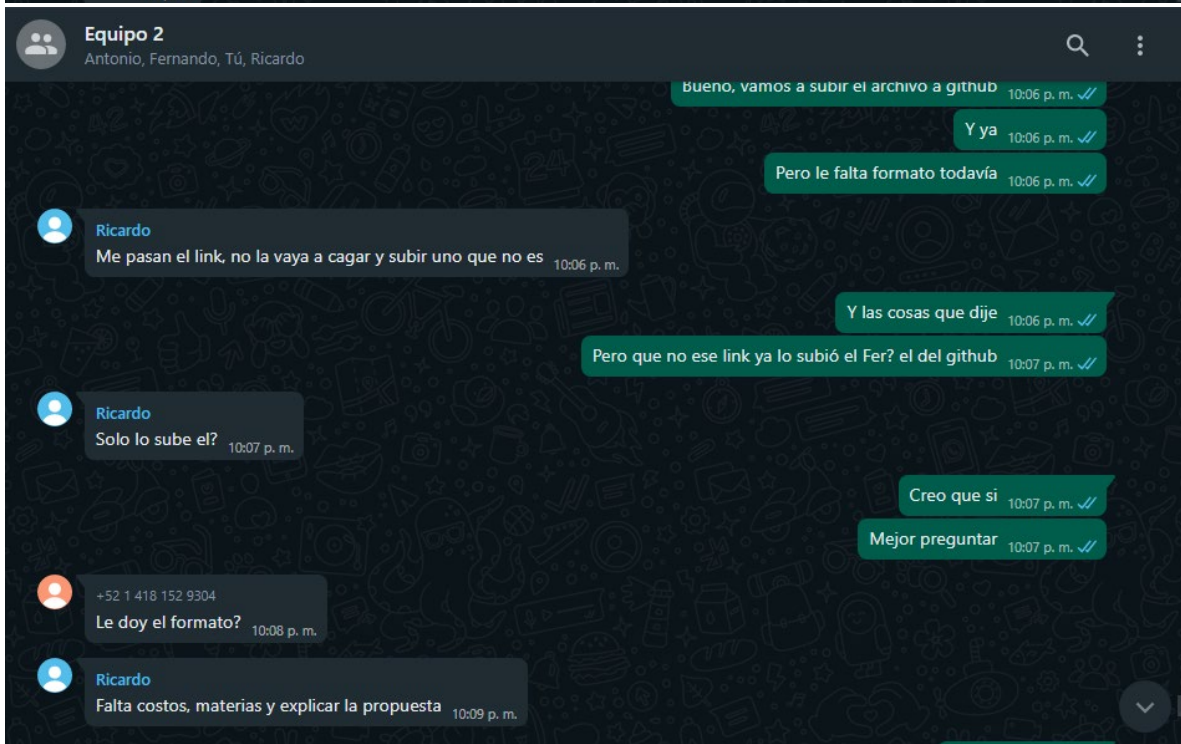 Equipo 2
Antonio, Fernando, Tú, Ricardo
Bueno, vamos a subir el archivo a github 10:06 p. m.
Y ya 10:06 p. m.
Pero le falta formato todavía 10:06 p. m.
Ricardo
Me pasan el link, no la vaya a cagar y subir uno que no es 10:06 p. m.
Y las cosas que dije 10:06 p. m.
Pero que no ese link ya lo subió el Fer? el del github 10:07 p. m.
Ricardo
Solo lo sube el? 10:07 p. m.
Creo que si 10:07 p. m.
Mejor preguntar 10:07 p. m.
+52 1 418 152 9304
Le doy el formato? 10:08 p. m.
Ricardo
Falta costos, materias y explicar la propuesta 10:09 p. m.